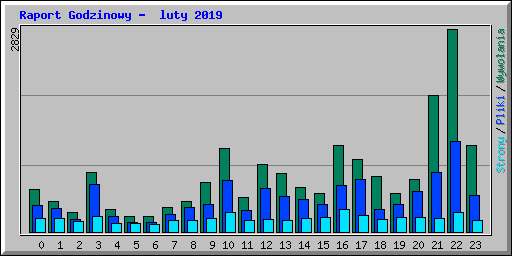 Raport Godzinowy - luty 2019
2829
Strony / Pliki / Wywolania
0 1 2 3 4 5 6 7 8 9 10 11 12 13 14 15 16 17 18 19 20 21 22 23